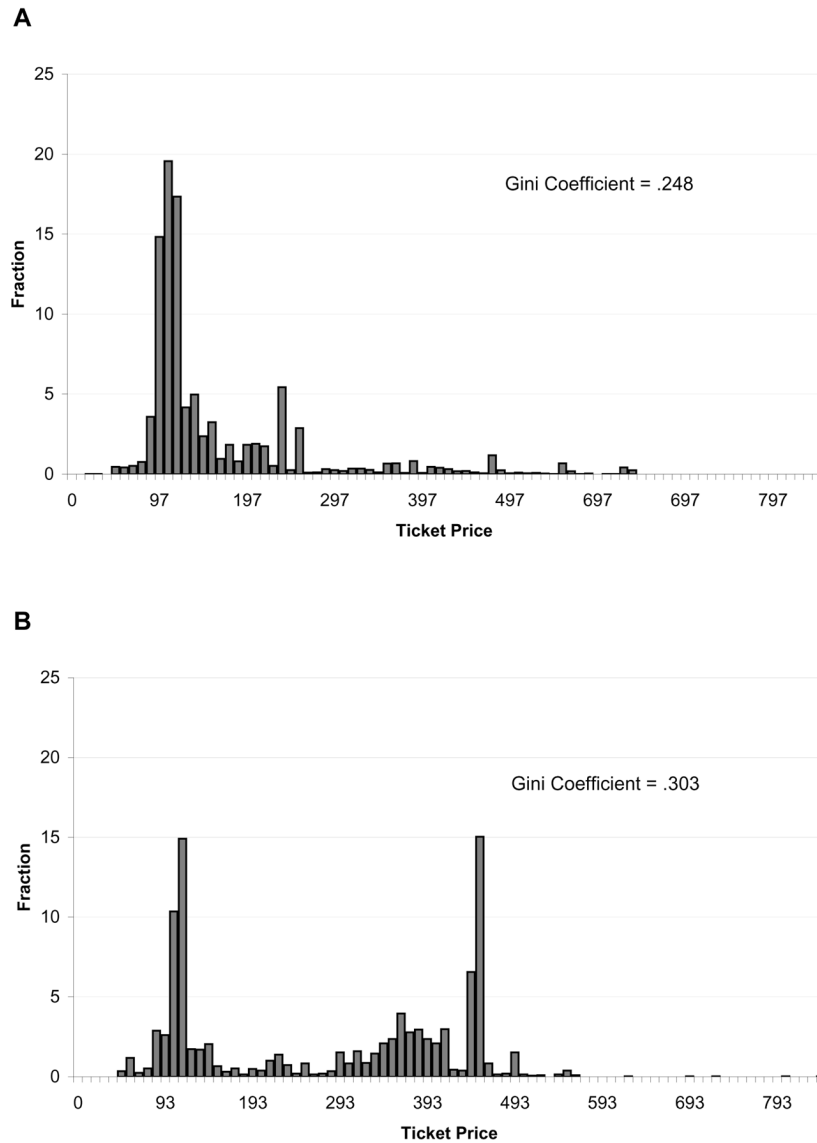 A
25
20
Gini Coefficient = .248
15
Fraction
10
5
0
0 97 197 297 397 497 697 697 797
Ticket Price
B
25
20
Gini Coefficient = .303
15
Fraction
10
5
0
0 93 193 293 393 493 593 693 793
Ticket Price